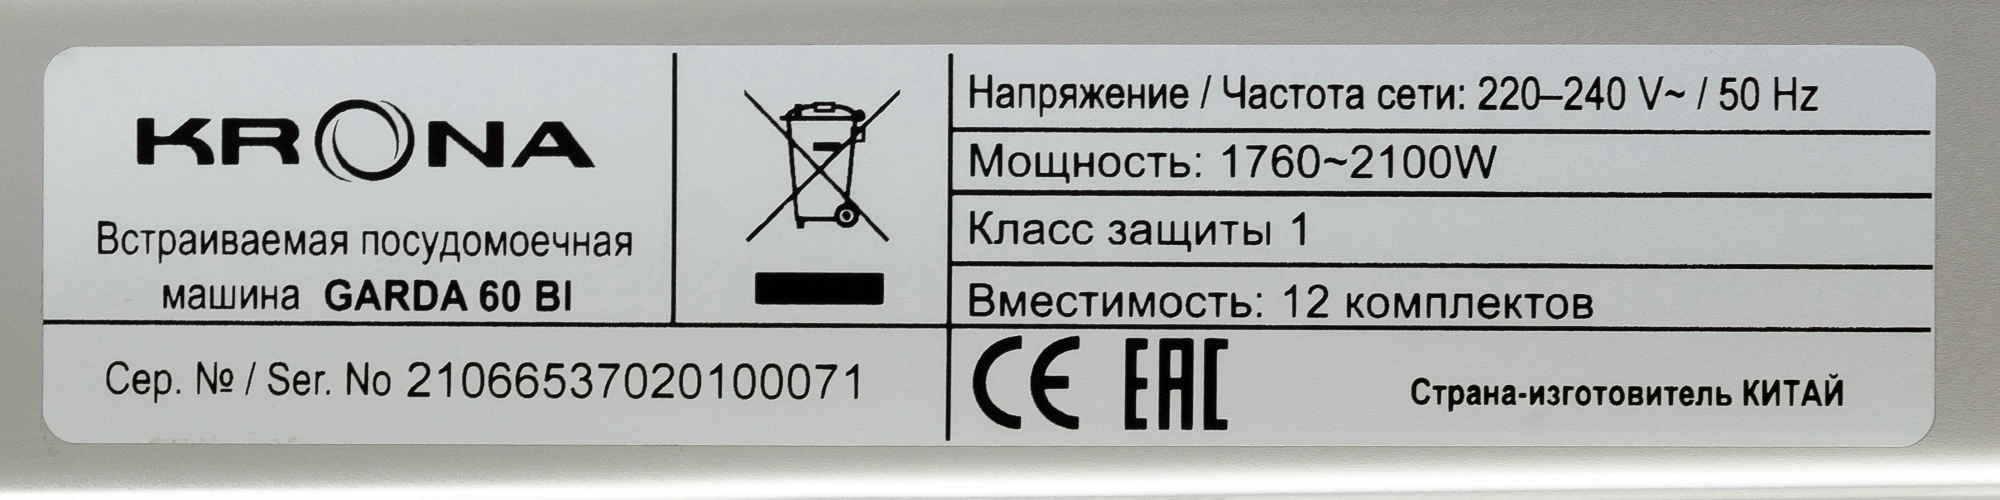 KRONA
Встраиваемая посудомоечная
машина GARDA 60 BI
Сер. № / Ser. No 21066537020100071
Напряжение / Частота сети: 220–240 V~ / 50 Hz
Мощность: 1760~2100W
Класс защиты 1
Вместимость: 12 комплектов
CE EAC
Страна-изготовитель КИТАЙ